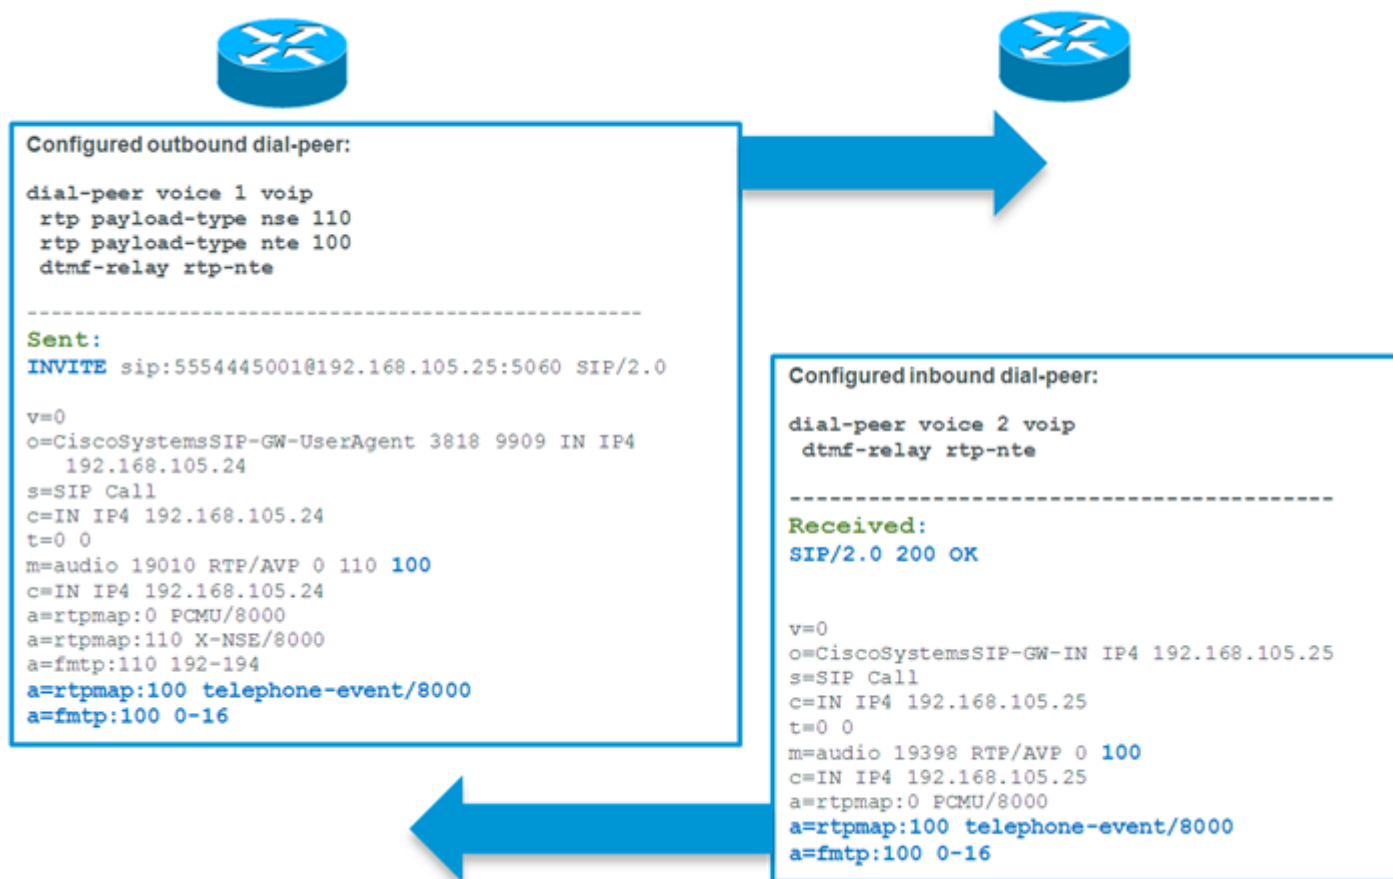 Configured outbound dial-peer:
dial-peer voice 1 voip
rtp payload-type nse 110
rtp payload-type nte 100
dtmf-relay rtp-nte
-----------------------------------------------------
Sent:
INVITE sip:5554445001@192.168.105.25:5060 SIP/2.0
v=0
o=CiscoSystemsSIP-GW-UserAgent 3818 9909 IN IP4
192.168.105.24
s=SIP Call
c=IN IP4 192.168.105.24
t=0 0
m=audio 19010 RTP/AVP 0 110 100
c=IN IP4 192.168.105.24
a=rtpmap:0 PCMU/8000
a=rtpmap:110 X-NSE/8000
a=fmtp:110 192-194
a=rtpmap:100 telephone-event/8000
a=fmtp:100 0-16
Configured inbound dial-peer:
dial-peer voice 2 voip
dtmf-relay rtp-nte
-----------------------------------------
Received:
SIP/2.0 200 OK
v=0
o=CiscoSystemsSIP-GW-IN IP4 192.168.105.25
s=SIP Call
c=IN IP4 192.168.105.25
t=0 0
m=audio 19398 RTP/AVP 0 100
c=IN IP4 192.168.105.25
a=rtpmap:0 PCMU/8000
a=rtpmap:100 telephone-event/8000
a=fmtp:100 0-16